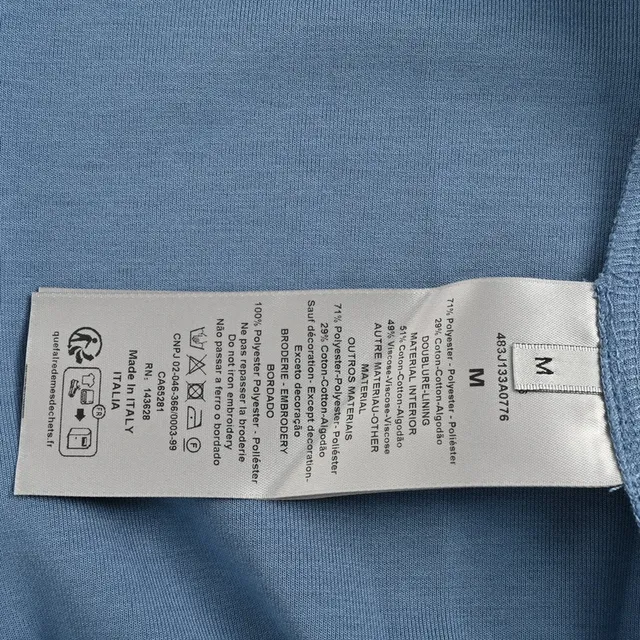 M
483J133A0776
M
71% Polyester - Poliéster
29% Coton-Cotton-Algodão
DOUBLURE-LINING
MATERIAL INTERIOR
51% Coton-Cotton-Algodão
49% Viscose-Viscose-Viscose
AUTRE MATERIAU-OTHER
MATERIAL
OUTROS MATERIAIS
71% Polyester - Poliéster
29% Coton-Cotton-Algodão
Sauf décoration - Except decoration-
Exceto decoração
BRODERIE - EMBRODERY
BORDADO
100% Polyester Polyester - Poliéster
Ne pas repasser la broderie
Do not iron embroidery
Não passar a ferro o bordado
CNPJ 02-046-366/0003-99
CA65281
RN: 143628
Made In ITALY
ITALIA
FR
quefairedemesdechets.fr